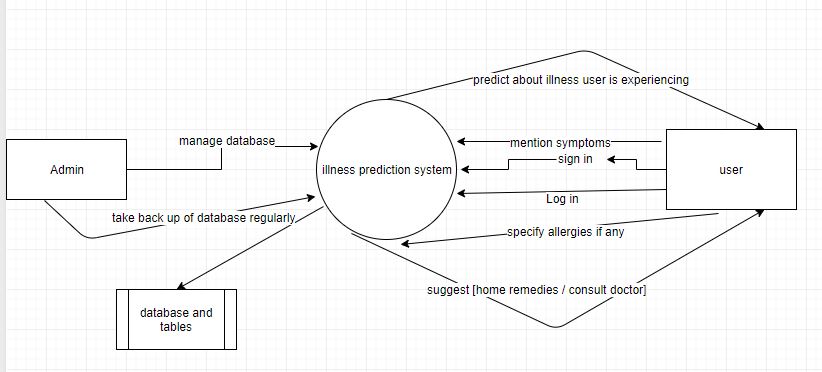 predict about illness user is experiencing
manage database
mention symptoms
sign in
Admin
illness prediction system
user
Log in
take back up of database regularly
specify allergies if any
suggest [home remedies / consult doctor]
database and
tables